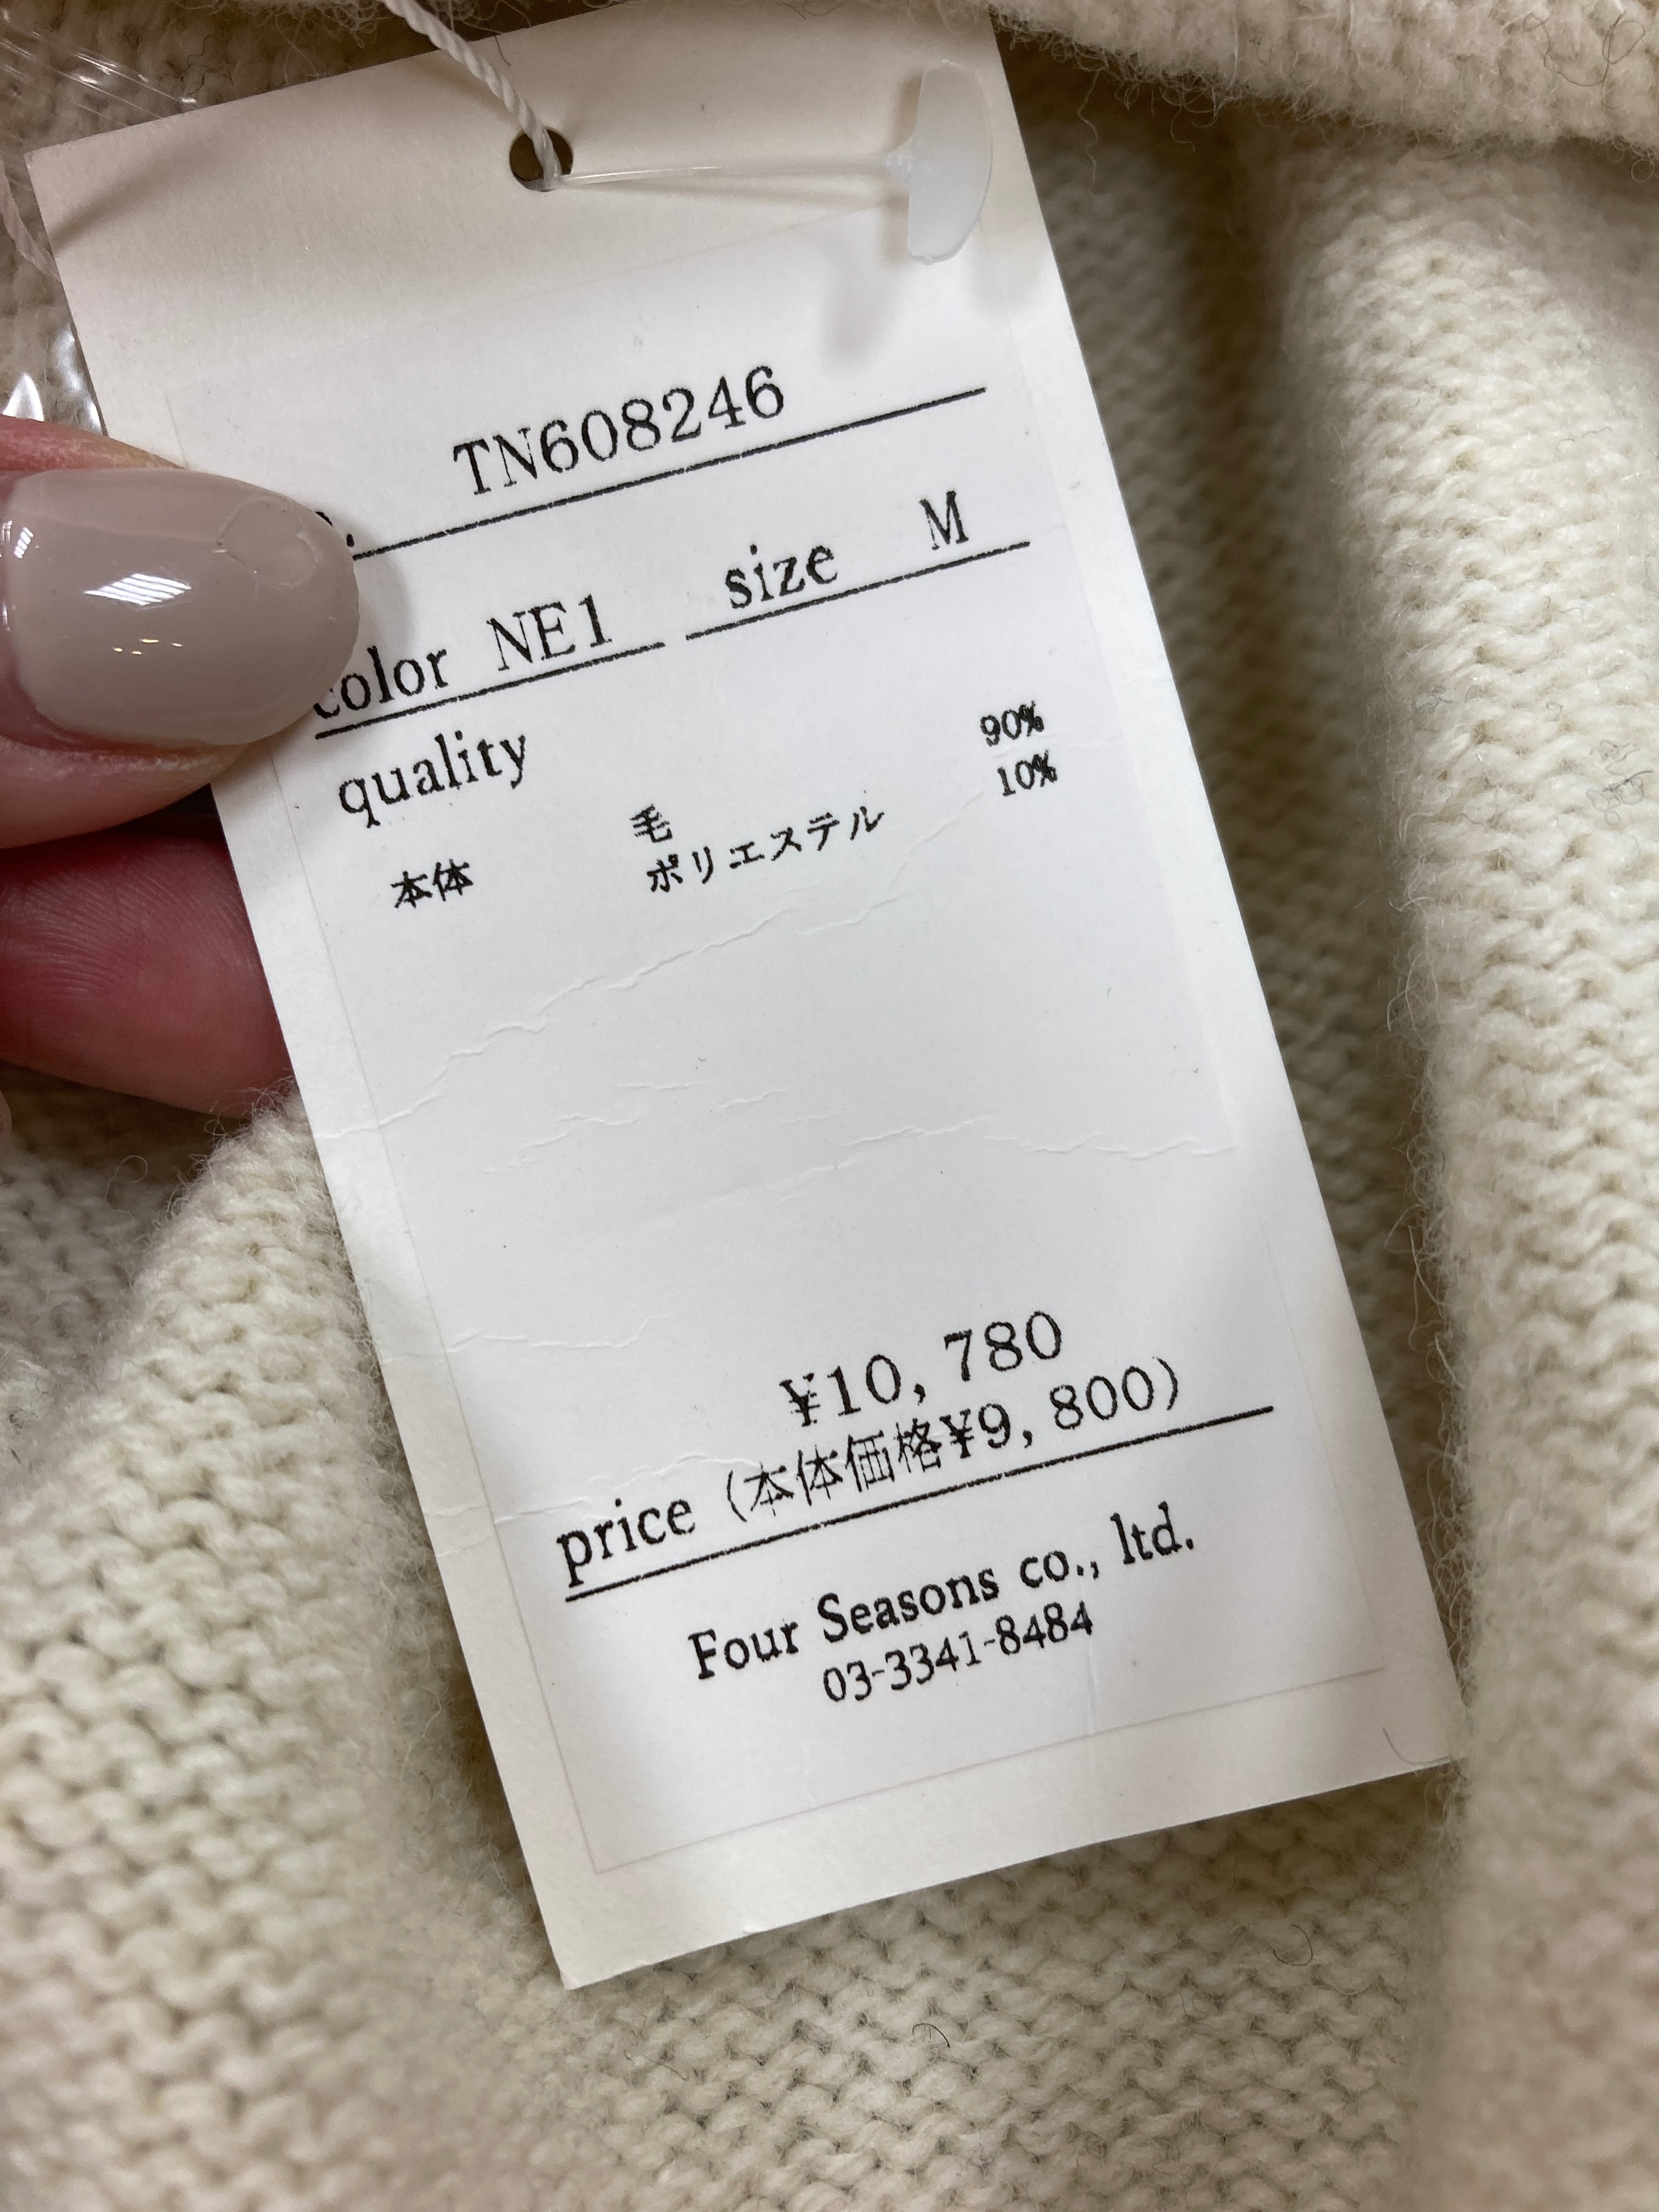 TN608246
color NE1 size M
quality
毛 90%
本体 ポリエステル 10%
¥10,780
price (本体価格¥9,800)
Four Seasons co., ltd.
03-3341-8484